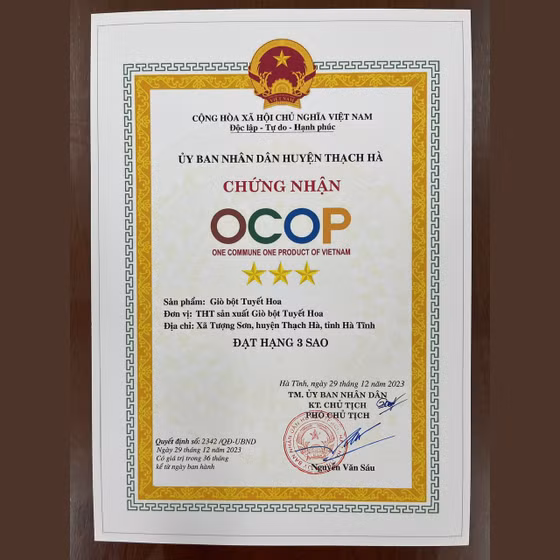 VIỆT NAM
CỘNG HÒA XÃ HỘI CHỦ NGHĨA VIỆT NAM
Độc lập - Tự do - Hạnh phúc
ỦY BAN NHÂN DÂN HUYỆN THẠCH HÀ
CHỨNG NHẬN
OCOP
ONE COMMUNE ONE PRODUCT OF VIETNAM
Sản phẩm: Giò bột Tuyết Hoa
Đơn vị: THT sản xuất Giò bột Tuyết Hoa
Địa chỉ: Xã Tượng Sơn, huyện Thạch Hà, tỉnh Hà Tĩnh
ĐẠT HẠNG 3 SAO
Hà Tĩnh, ngày 29 tháng 12 năm 2023
TM. ỦY BAN NHÂN DÂN
KT. CHỦ TỊCH
PHÓ CHỦ TỊCH
Quyết định số: 2342 /QĐ-UBND
Ngày 29 tháng 12 năm 2023
Có giá trị trong 36 tháng
kể từ ngày ban hành
Nguyễn Văn Sáu